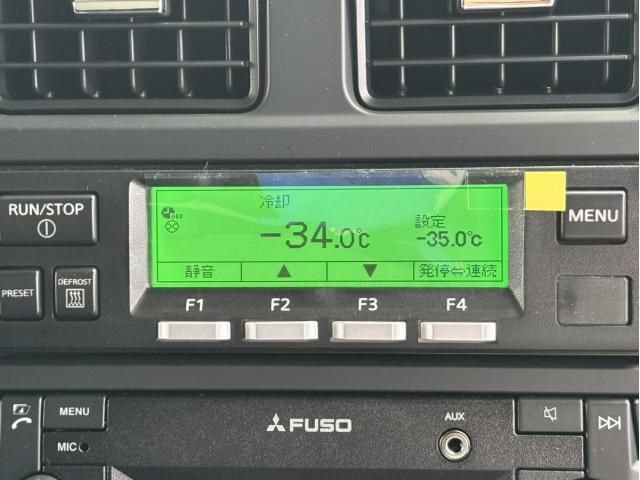 RUN/STOP
冷却
OFF
-34.0℃
設定
-35.0℃
MENU
静音 ▲ ▼ 発停⇔連続
PRESET
DEFROST
F1 F2 F3 F4
MENU
MIC
FUSO
AUX